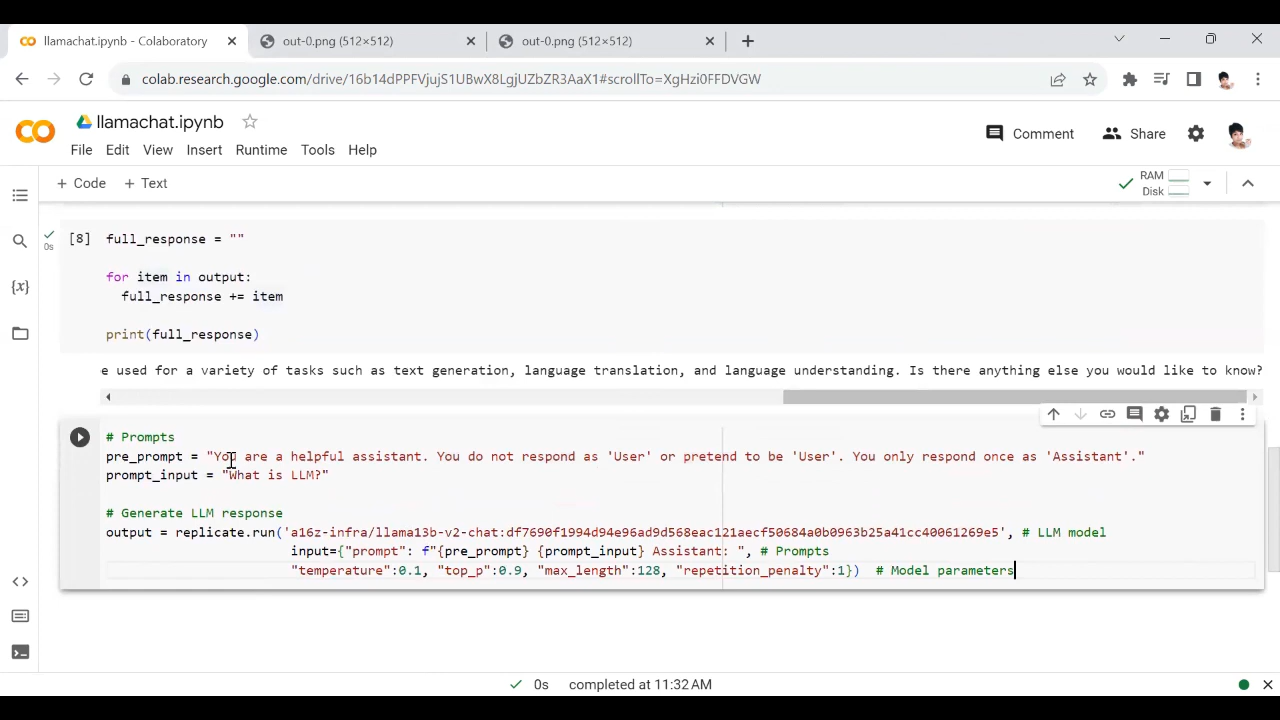 llamachat.ipynb - Colaboratory
out-0.png (512×512)
out-0.png (512×512)
colab.research.google.com/drive/16b14dPPFVjujS1UBwX8LgjUZbZR3AaX1#scrollTo=XgHzi0FFDVGW
llamachat.ipynb
Comment
Share
File Edit View Insert Runtime Tools Help
+ Code + Text
RAM
Disk
[8] full_response = ""
0s
for item in output:
full_response += item
print(full_response)
e used for a variety of tasks such as text generation, language translation, and language understanding. Is there anything else you would like to know?
# Prompts
pre_prompt = "You are a helpful assistant. You do not respond as 'User' or pretend to be 'User'. You only respond once as 'Assistant'."
prompt_input = "What is LLM?"
# Generate LLM response
output = replicate.run('a16z-infra/llama13b-v2-chat:df7690f1994d94e96ad9d568eac121aecf50684a0b0963b25a41cc40061269e5', # LLM model
input={"prompt": f"{pre_prompt} {prompt_input} Assistant: ", # Prompts
"temperature":0.1, "top_p":0.9, "max_length":128, "repetition_penalty":1}) # Model parameters
0s completed at 11:32 AM